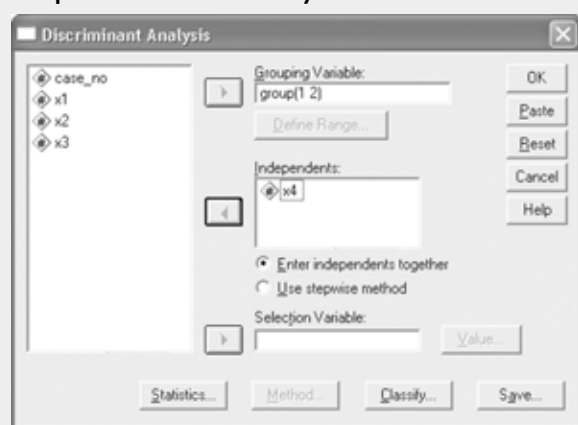 Discriminant Analysis
case_no
x1
x2
x3
Grouping Variable:
group(1 2)
Define Range...
Independents:
x4
Enter independents together
Use stepwise method
Selection Variable:
Value...
OK
Paste
Reset
Cancel
Help
Statistics...
Method...
Classify...
Save...